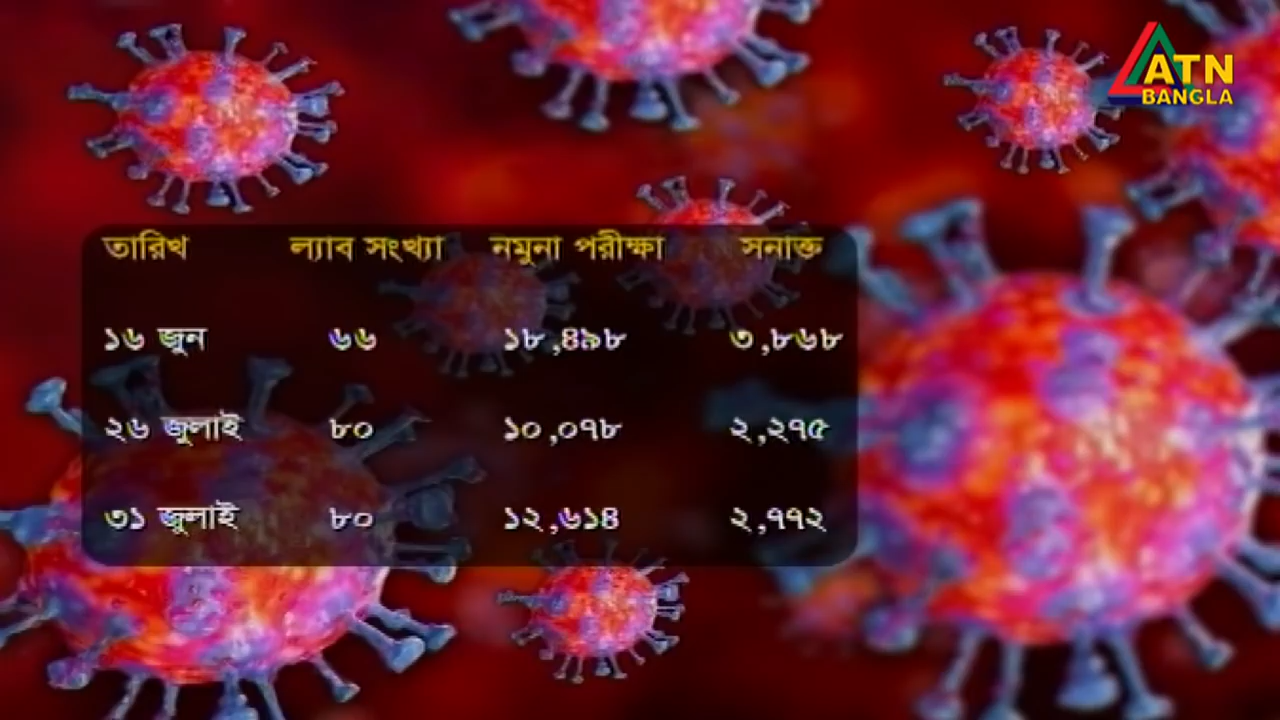 ATN
BANGLA
তারিখ ল্যাব সংখ্যা নমুনা পরীক্ষা সনাক্ত
১৬ জুন ৬৬ ১৮,৪৯৮ ৩,৮৬৮
২৬ জুলাই ৮০ ১০,০৭৮ ২,২৭৫
৩১ জুলাই ৮০ ১২,৬১৪ ২,৭৭২